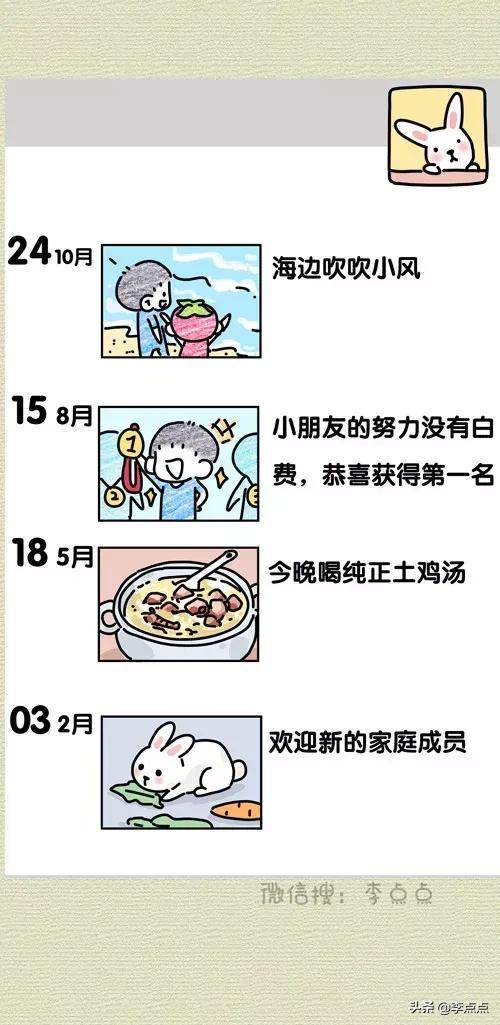 24 10月
海边吹吹小风
15 8月
1
2
小朋友的努力没有白
费，恭喜获得第一名
18 5月
今晚喝纯正土鸡汤
03 2月
欢迎新的家庭成员
微信搜：李点点
头条 @李点点